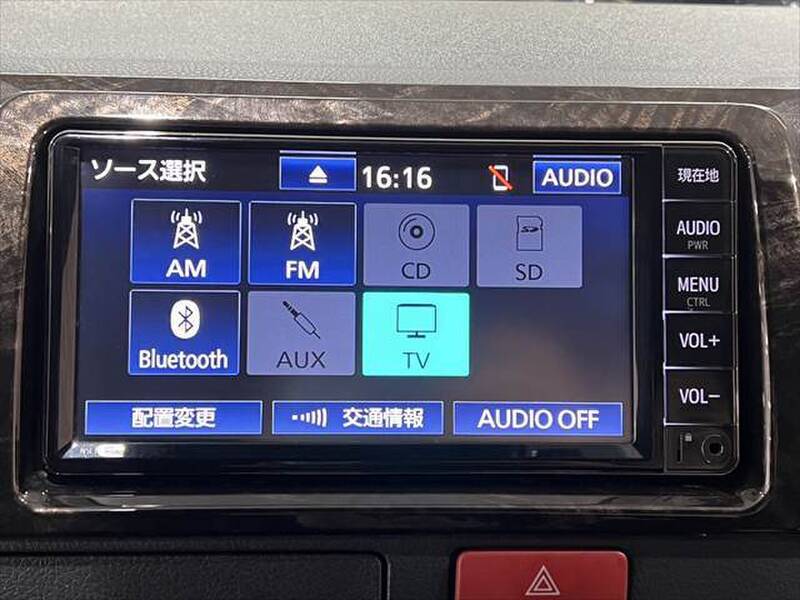 ソース選択 16:16 AUDIO
現在地
AM FM CD SD
AUDIO
PWR
MENU
CTRL
Bluetooth AUX TV
VOL+
VOL-
配置変更 交通情報 AUDIO OFF